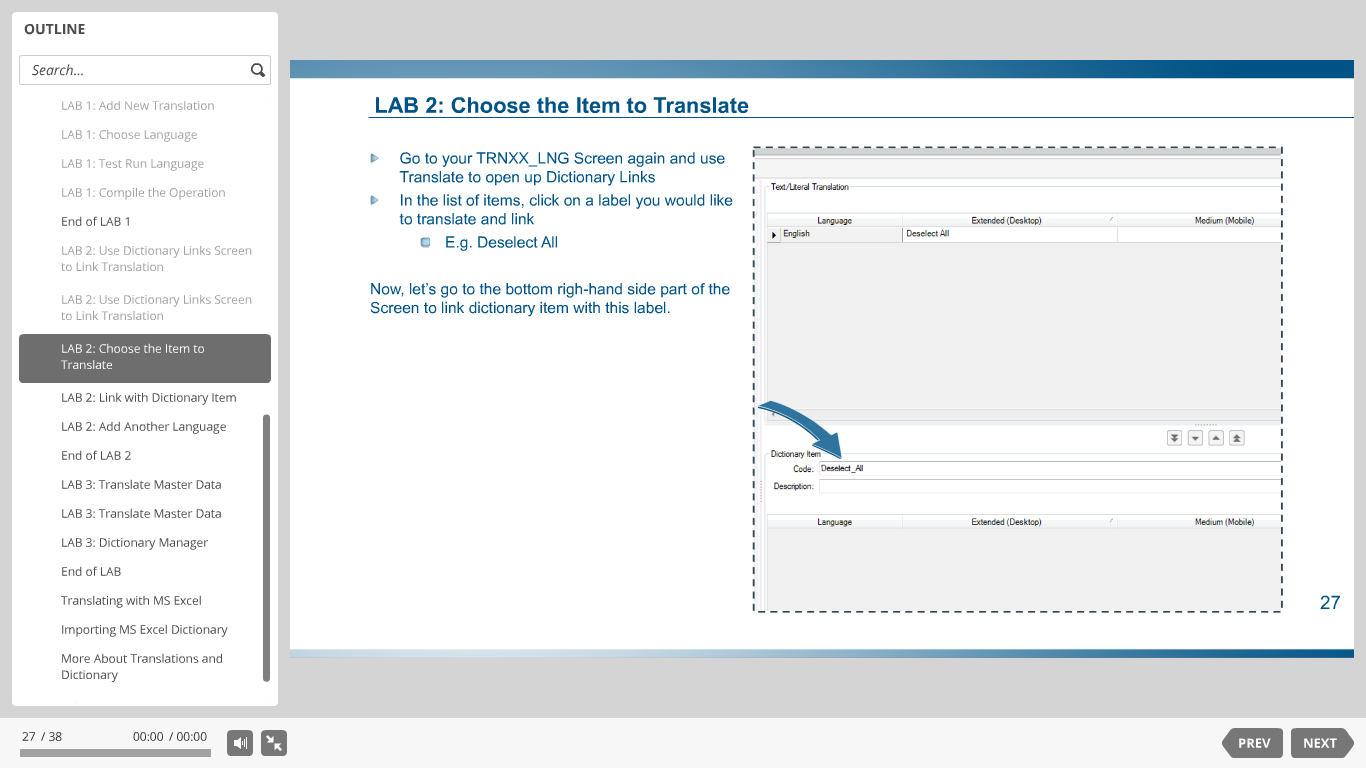 OUTLINE
Search...
LAB 1: Add New Translation
LAB 1: Choose Language
LAB 1: Test Run Language
LAB 1: Compile the Operation
End of LAB 1
LAB 2: Use Dictionary Links Screen
to Link Translation
LAB 2: Use Dictionary Links Screen
to Link Translation
LAB 2: Choose the Item to
Translate
LAB 2: Link with Dictionary Item
LAB 2: Add Another Language
End of LAB 2
LAB 3: Translate Master Data
LAB 3: Translate Master Data
LAB 3: Dictionary Manager
End of LAB
Translating with MS Excel
Importing MS Excel Dictionary
More About Translations and
Dictionary
LAB 2: Choose the Item to Translate
Go to your TRNXX_LNG Screen again and use
Translate to open up Dictionary Links
In the list of items, click on a label you would like
to translate and link
E.g. Deselect All
Now, let's go to the bottom righ-hand side part of the
Screen to link dictionary item with this label.
Text/Literal Translation
Language Extended (Desktop) Medium (Mobile)
English Deselect All
Dictionary Item
Code: Deselect_All
Description:
Language Extended (Desktop) Medium (Mobile)
27
27 / 38 00:00 / 00:00
PREV NEXT